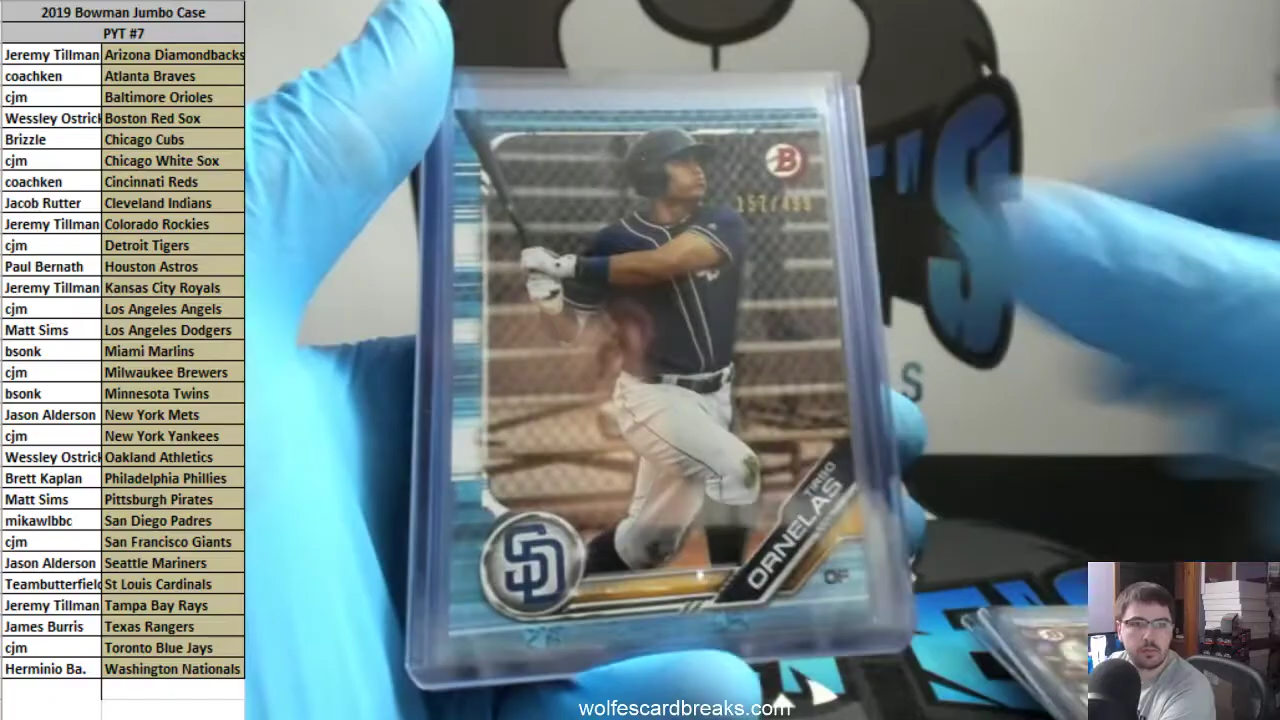 2019 Bowman Jumbo Case
PYT #7
Jeremy Tillman Arizona Diamondbacks
coachken Atlanta Braves
cjm Baltimore Orioles
Wessley Ostrick Boston Red Sox
Brizzle Chicago Cubs
cjm Chicago White Sox
coachken Cincinnati Reds
Jacob Rutter Cleveland Indians
Jeremy Tillman Colorado Rockies
cjm Detroit Tigers
Paul Bernath Houston Astros
Jeremy Tillman Kansas City Royals
cjm Los Angeles Angels
Matt Sims Los Angeles Dodgers
bsonk Miami Marlins
cjm Milwaukee Brewers
bsonk Minnesota Twins
Jason Alderson New York Mets
cjm New York Yankees
Wessley Ostrick Oakland Athletics
Brett Kaplan Philadelphia Phillies
Matt Sims Pittsburgh Pirates
mikawlbbc San Diego Padres
cjm San Francisco Giants
Jason Alderson Seattle Mariners
Teambutterfield St Louis Cardinals
Jeremy Tillman Tampa Bay Rays
James Burris Texas Rangers
cjm Toronto Blue Jays
Herminio Ba. Washington Nationals
B
TIRSO
ORNELAS
OF
SD
'N
'S
S
wolfescardbreaks.com